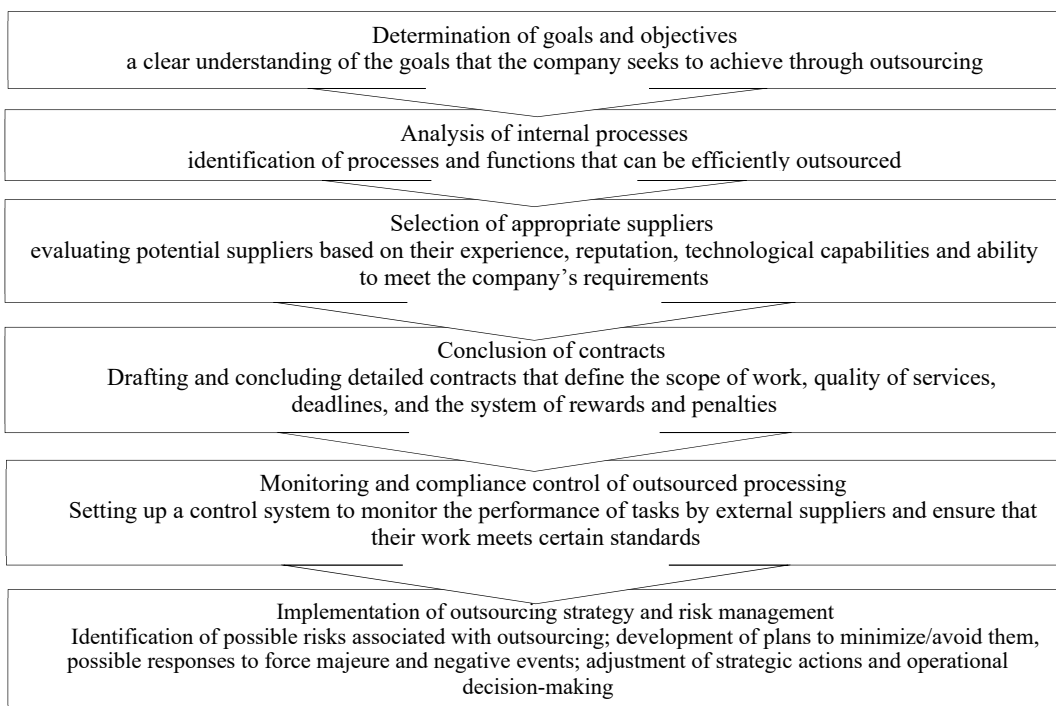 Determination of goals and objectives
a clear understanding of the goals that the company seeks to achieve through outsourcing
Analysis of internal processes
identification of processes and functions that can be efficiently outsourced
Selection of appropriate suppliers
evaluating potential suppliers based on their experience, reputation, technological capabilities and ability
to meet the company's requirements
Conclusion of contracts
Drafting and concluding detailed contracts that define the scope of work, quality of services,
deadlines, and the system of rewards and penalties
Monitoring and compliance control of outsourced processing
Setting up a control system to monitor the performance of tasks by external suppliers and ensure that
their work meets certain standards
Implementation of outsourcing strategy and risk management
Identification of possible risks associated with outsourcing; development of plans to minimize/avoid them,
possible responses to force majeure and negative events; adjustment of strategic actions and operational
decision-making